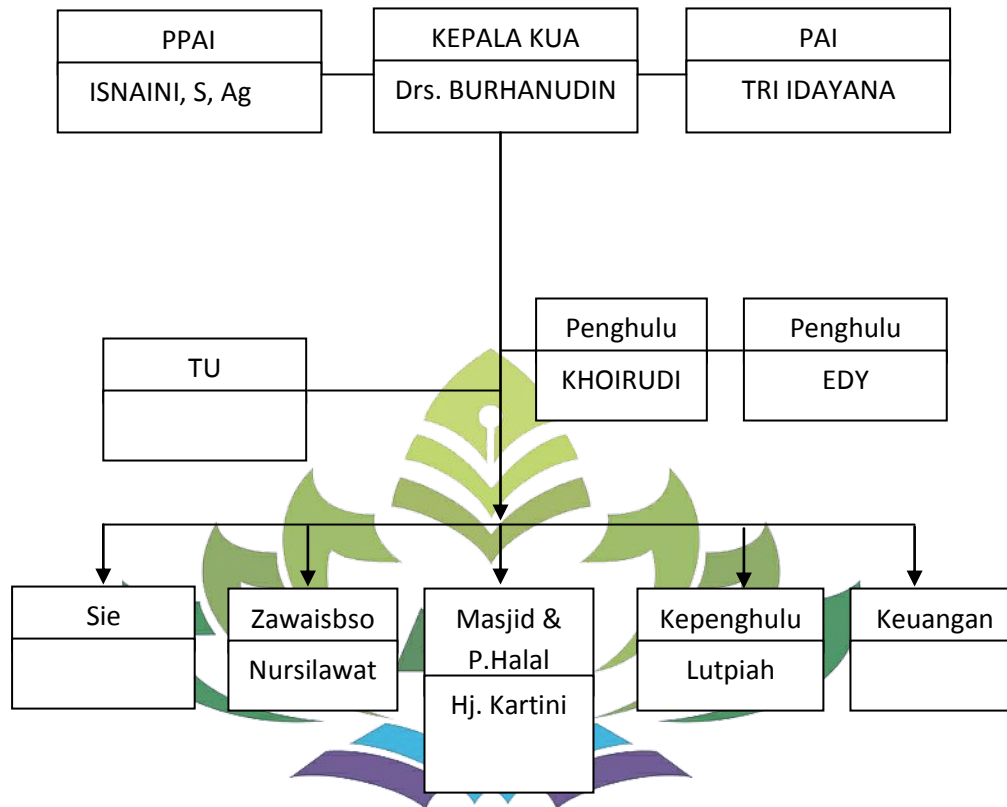 PPAI
ISNAINI, S, Ag
KEPALA KUA
Drs. BURHANUDIN
PAI
TRI IDAYANA
Penghulu
KHOIRUDI
Penghulu
EDY
TU
Sie
Zawaisbso
Nursilawat
Masjid &
P.Halal
Hj. Kartini
Kepenghulu
Lutpiah
Keuangan